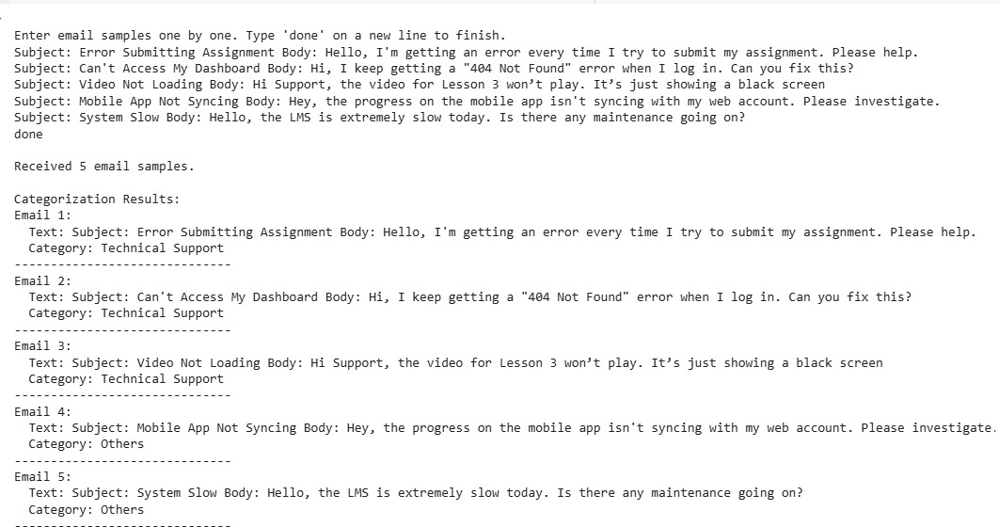 Enter email samples one by one. Type 'done' on a new line to finish.
Subject: Error Submitting Assignment Body: Hello, I'm getting an error every time I try to submit my assignment. Please help.
Subject: Can't Access My Dashboard Body: Hi, I keep getting a "404 Not Found" error when I log in. Can you fix this?
Subject: Video Not Loading Body: Hi Support, the video for Lesson 3 won’t play. It’s just showing a black screen
Subject: Mobile App Not Syncing Body: Hey, the progress on the mobile app isn't syncing with my web account. Please investigate.
Subject: System Slow Body: Hello, the LMS is extremely slow today. Is there any maintenance going on?
done
Received 5 email samples.
Categorization Results:
Email 1:
Text: Subject: Error Submitting Assignment Body: Hello, I'm getting an error every time I try to submit my assignment. Please help.
Category: Technical Support
------------------------------
Email 2:
Text: Subject: Can't Access My Dashboard Body: Hi, I keep getting a "404 Not Found" error when I log in. Can you fix this?
Category: Technical Support
------------------------------
Email 3:
Text: Subject: Video Not Loading Body: Hi Support, the video for Lesson 3 won’t play. It’s just showing a black screen
Category: Technical Support
------------------------------
Email 4:
Text: Subject: Mobile App Not Syncing Body: Hey, the progress on the mobile app isn't syncing with my web account. Please investigate.
Category: Others
------------------------------
Email 5:
Text: Subject: System Slow Body: Hello, the LMS is extremely slow today. Is there any maintenance going on?
Category: Others
------------------------------